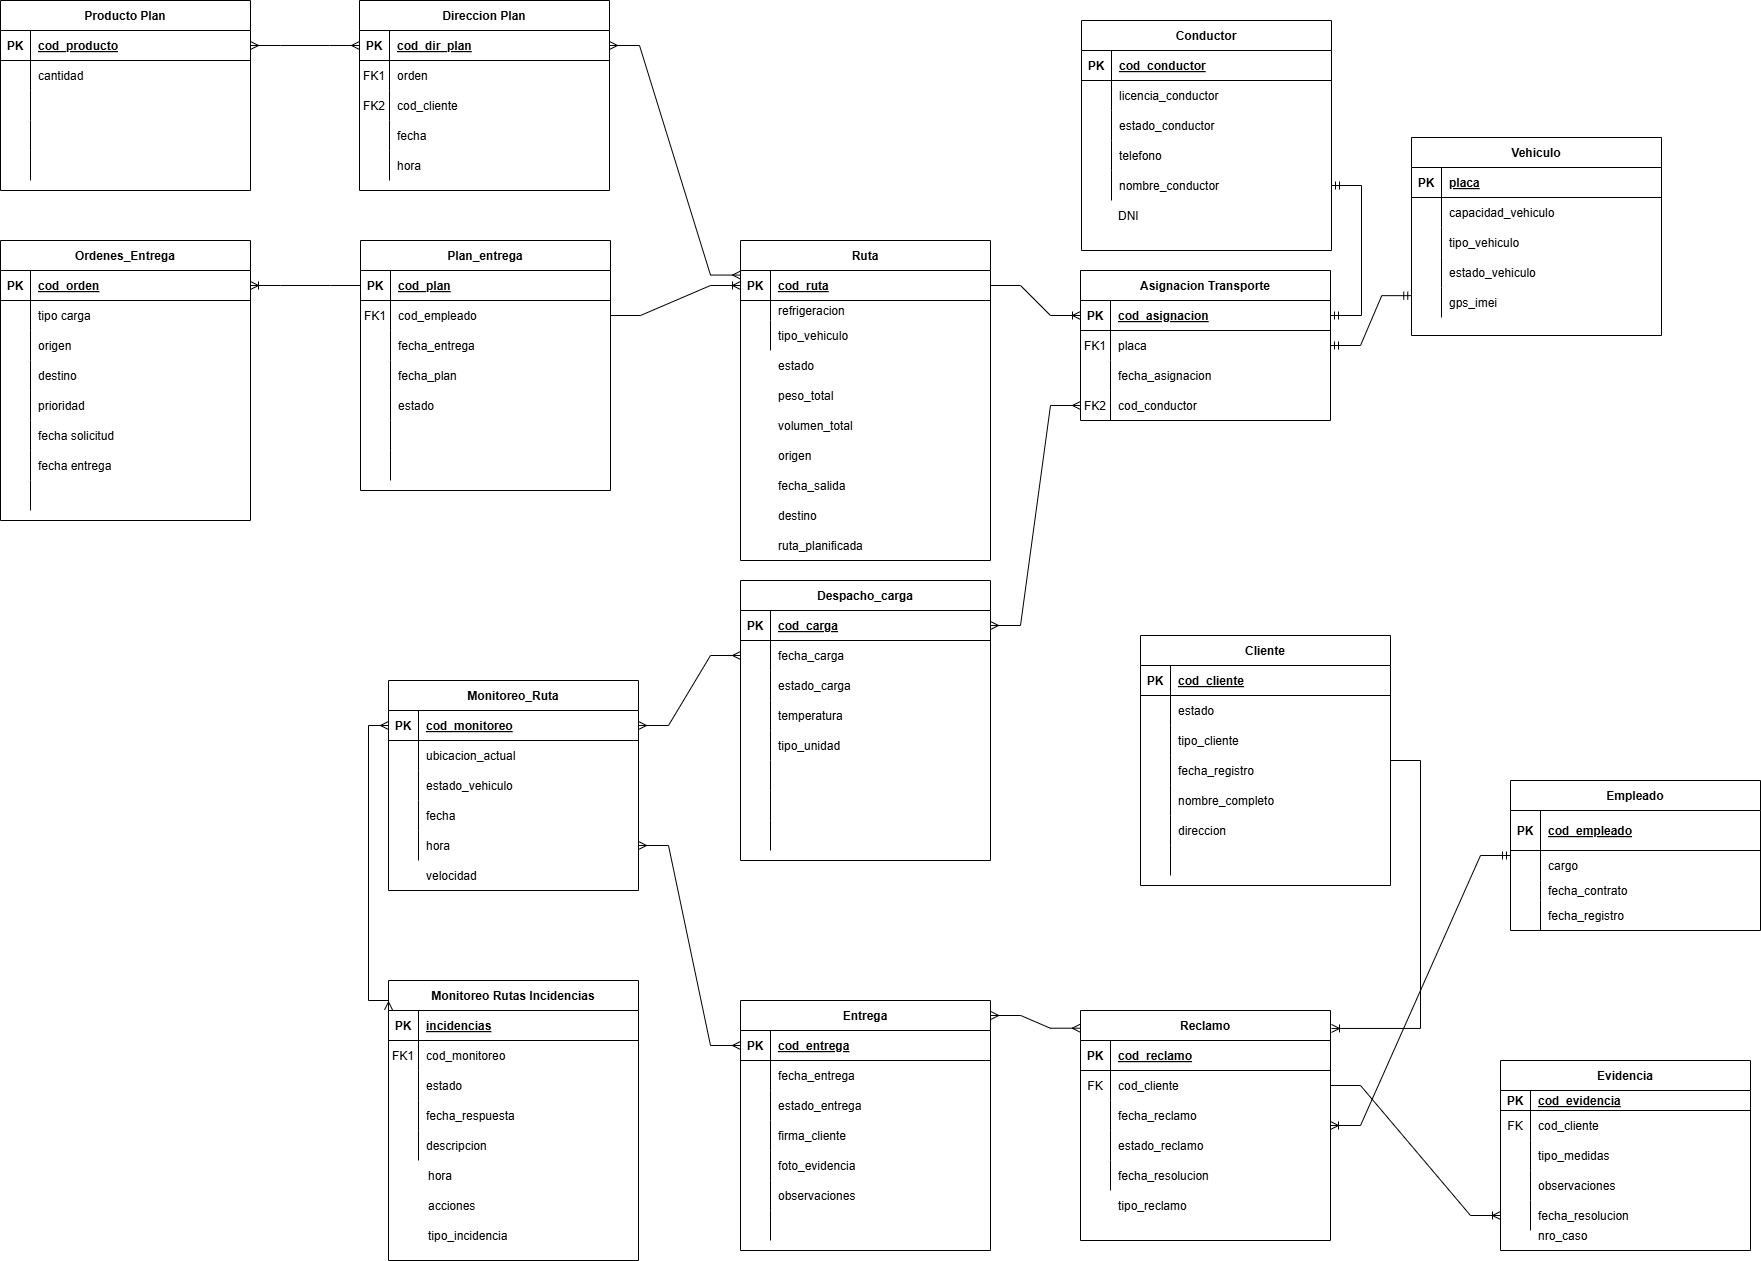 Producto Plan
PK cod_producto
cantidad
Direccion Plan
PK cod_dir_plan
FK1 orden
FK2 cod_cliente
fecha
hora
Conductor
PK cod_conductor
licencia_conductor
estado_conductor
telefono
nombre_conductor
DNI
Vehiculo
PK placa
capacidad_vehiculo
tipo_vehiculo
estado_vehiculo
gps_imei
Ordenes_Entrega
PK cod_orden
tipo carga
origen
destino
prioridad
fecha solicitud
fecha entrega
Plan_entrega
PK cod_plan
FK1 cod_empleado
fecha_entrega
fecha_plan
estado
Ruta
PK cod_ruta
refrigeracion
tipo_vehiculo
estado
peso_total
volumen_total
origen
fecha_salida
destino
ruta_planificada
Asignacion Transporte
PK cod_asignacion
FK1 placa
fecha_asignacion
FK2 cod_conductor
Despacho_carga
PK cod_carga
fecha_carga
estado_carga
temperatura
tipo_unidad
Cliente
PK cod_cliente
estado
tipo_cliente
fecha_registro
nombre_completo
direccion
Monitoreo_Ruta
PK cod_monitoreo
ubicacion_actual
estado_vehiculo
fecha
hora
velocidad
Empleado
PK cod_empleado
cargo
fecha_contrato
fecha_registro
Monitoreo Rutas Incidencias
PK incidencias
FK1 cod_monitoreo
estado
fecha_respuesta
descripcion
hora
acciones
tipo_incidencia
Entrega
PK cod_entrega
fecha_entrega
estado_entrega
firma_cliente
foto_evidencia
observaciones
Reclamo
PK cod_reclamo
FK cod_cliente
fecha_reclamo
estado_reclamo
fecha_resolucion
tipo_reclamo
Evidencia
PK cod_evidencia
FK cod_cliente
tipo_medidas
observaciones
fecha_resolucion
nro_caso